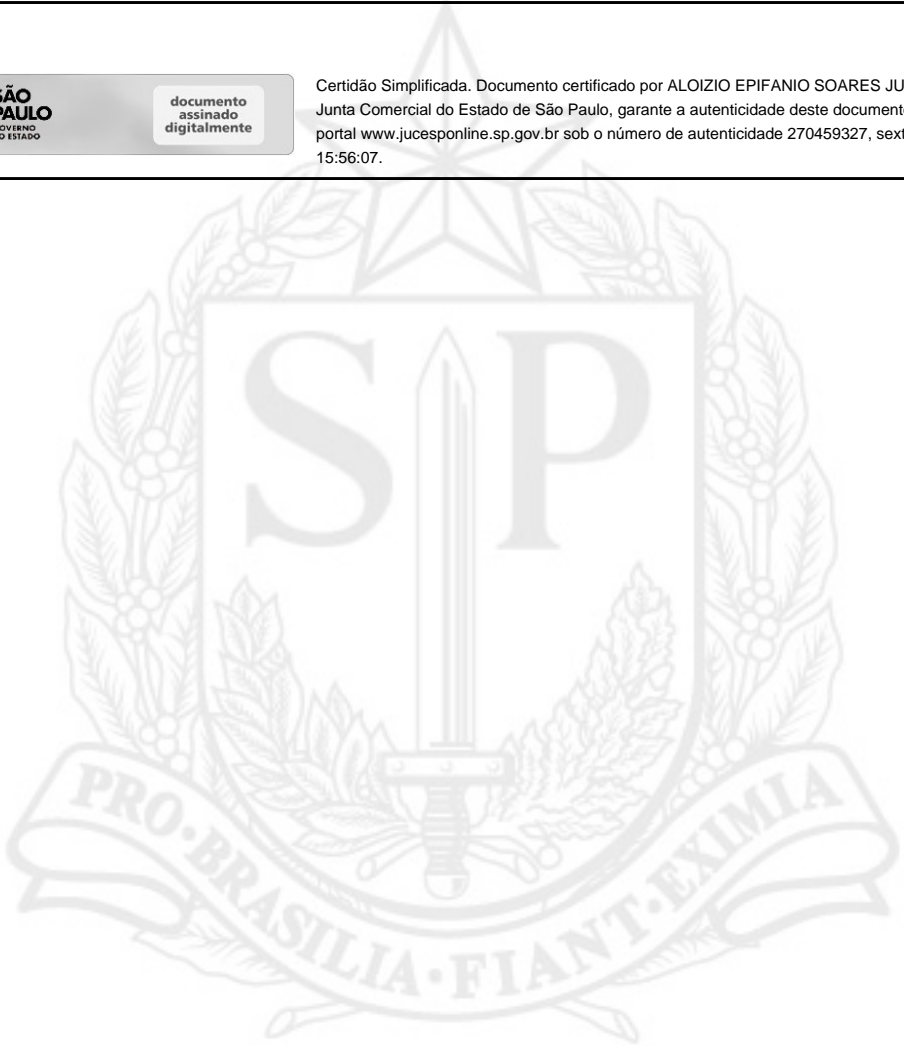 SÃO
PAULO
GOVERNO
DO ESTADO
documento
assinado
digitalmente
Certidão Simplificada. Documento certificado por ALOIZIO EPIFANIO SOARES JU
Junta Comercial do Estado de São Paulo, garante a autenticidade deste document
portal www.jucesponline.sp.gov.br sob o número de autenticidade 270459327, sext
15:56:07.
S P
PRO·BRASILIA·FIANT·EXIMIA